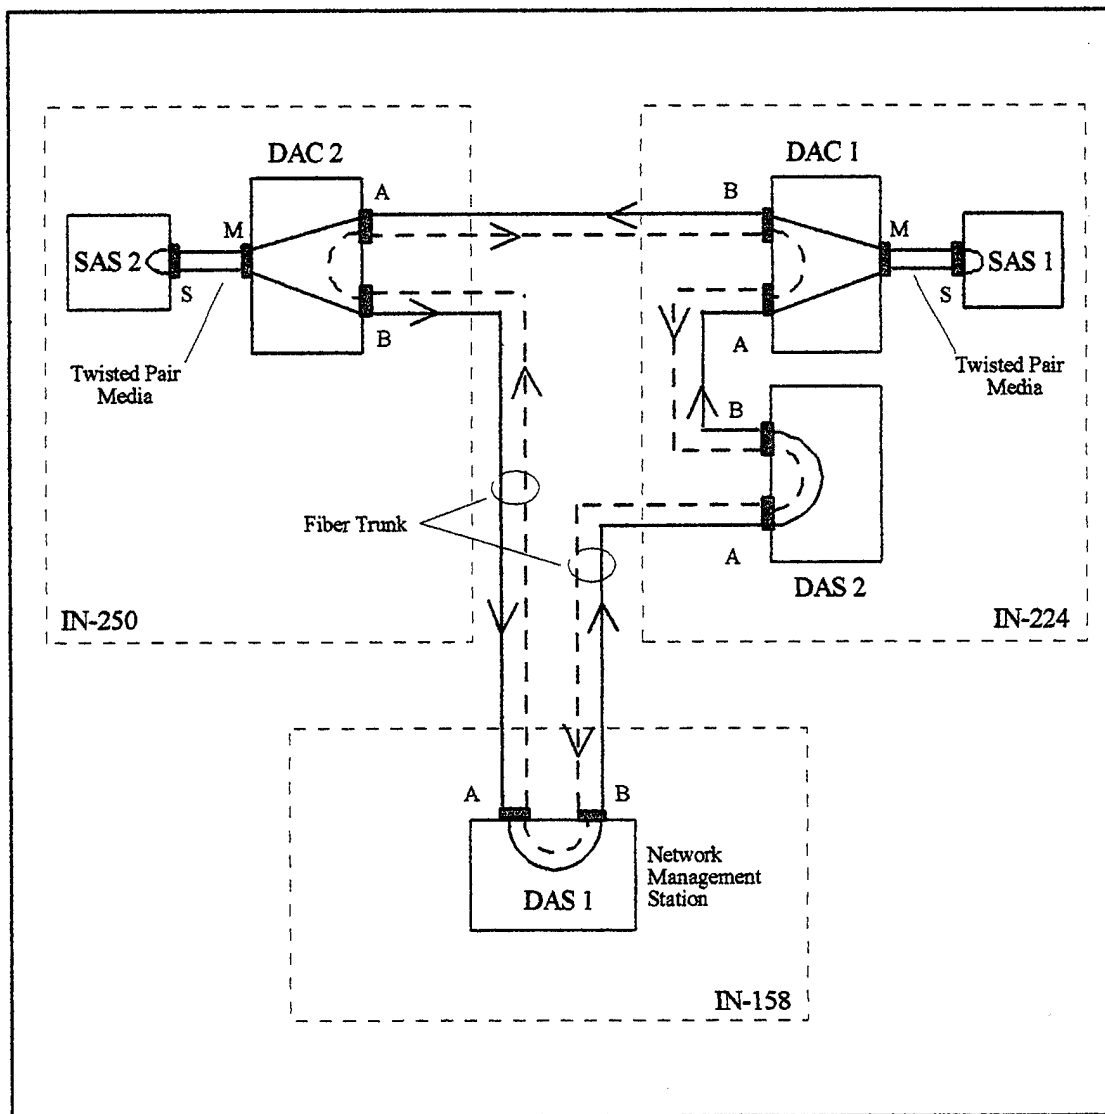 DAC 2
DAC 1
A
B
SAS 2
M
M
SAS 1
S
S
B
A
Twisted Pair
Media
Twisted Pair
Media
B
Fiber Trunk
A
DAS 2
IN-250
IN-224
A
B
DAS 1
Network
Management
Station
IN-158